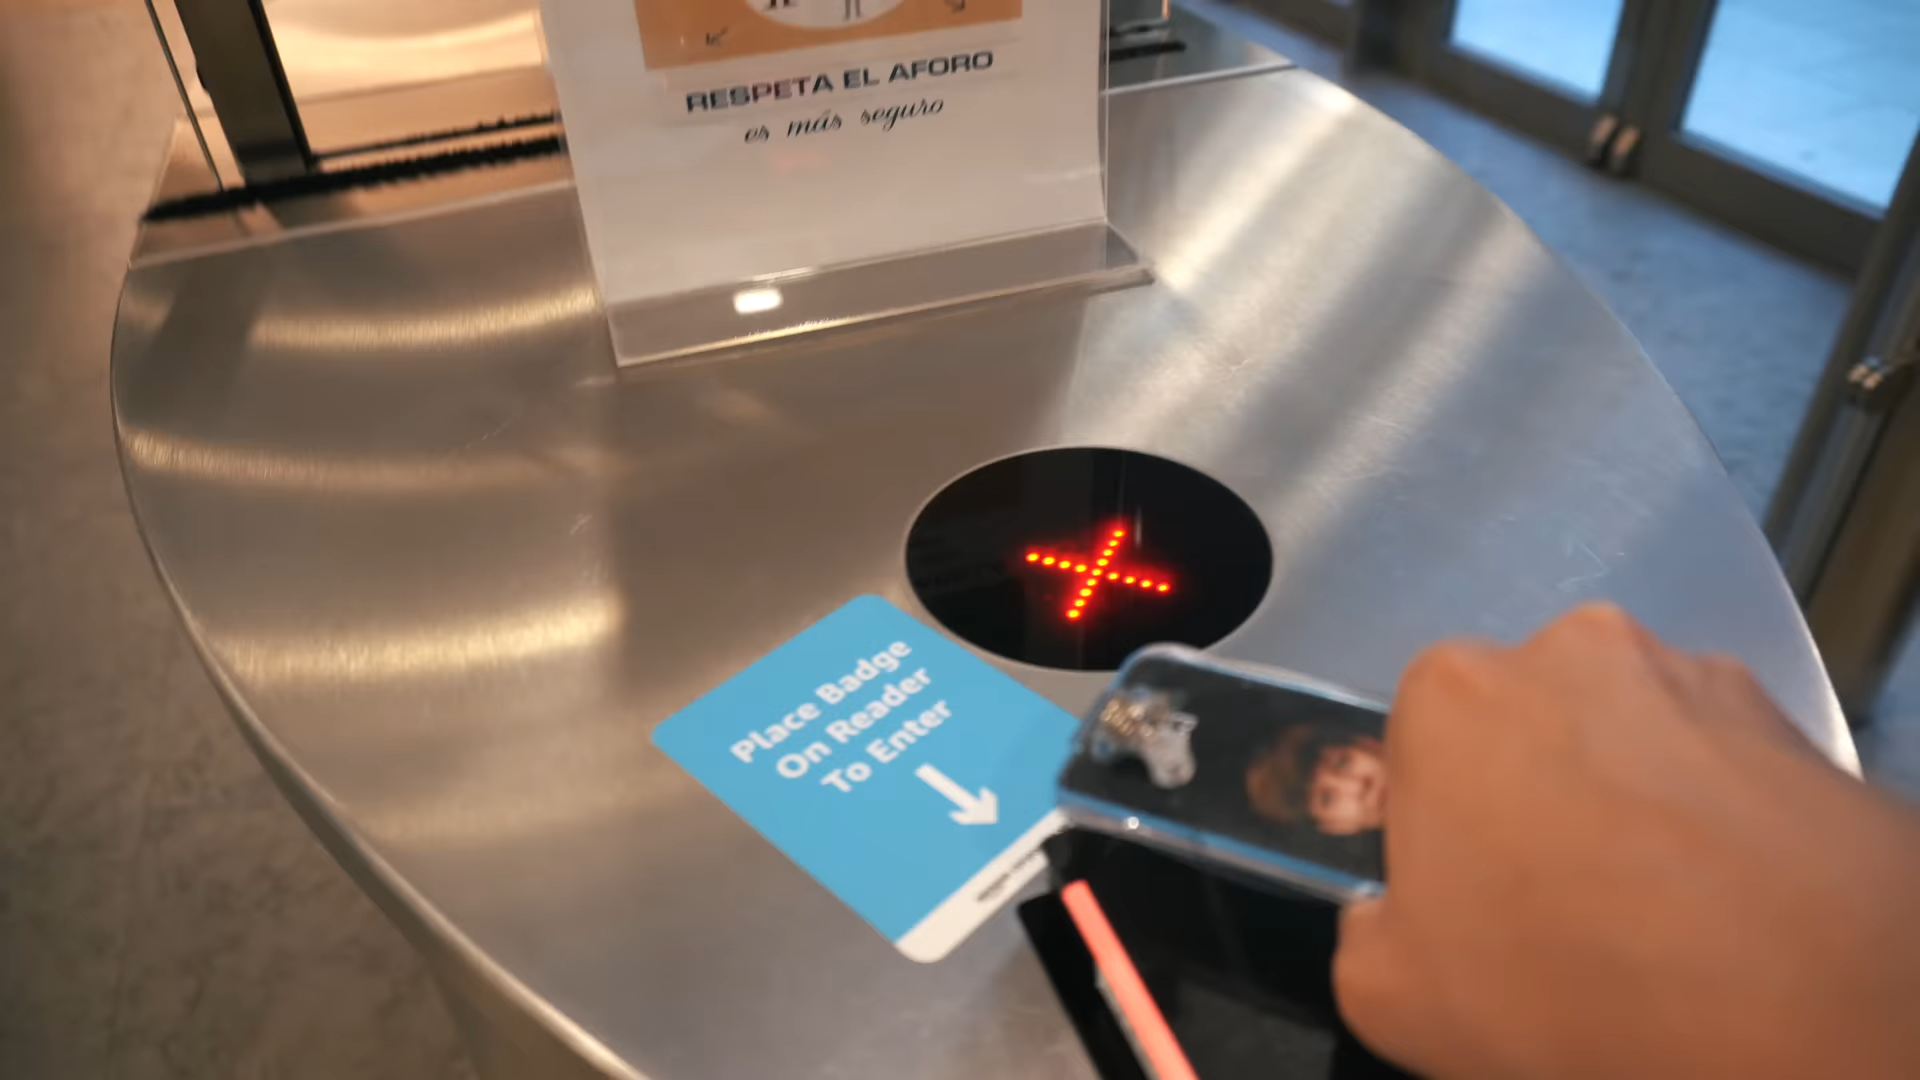 RESPETA EL AFORO
es más seguro
Place Badge
On Reader
To Enter